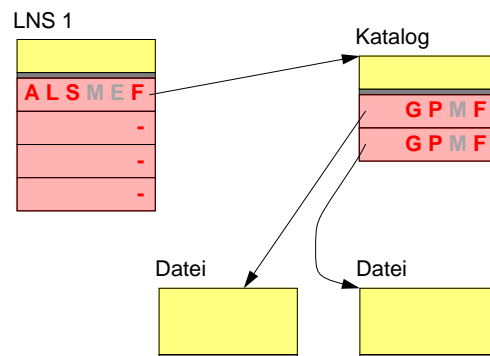 LNS 1
A L S M E F
-
-
-
Katalog
G P M F
G P M F
Datei
Datei